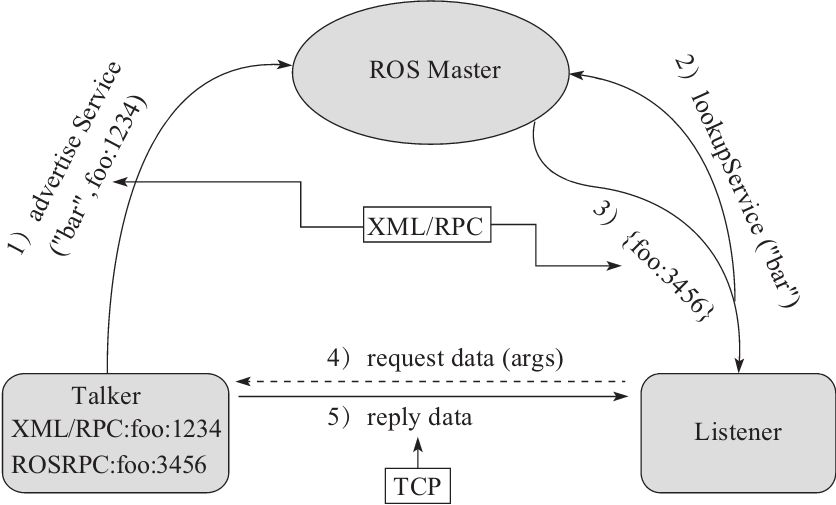 ROS Master
1）advertise Service
("bar",foo:1234)
2）lookupService ("bar")
XML/RPC
3）{foo:3456}
4）request data (args)
5）reply data
TCP
Talker
XML/RPC:foo:1234
ROSRPC:foo:3456
Listener